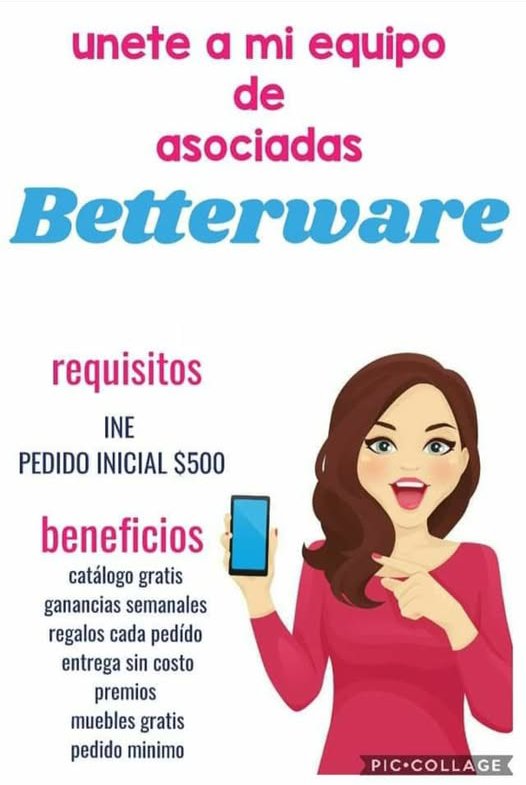 unete a mi equipo
de
asociadas
Betterware
requisitos
INE
PEDIDO INICIAL $500
beneficios
catálogo gratis
ganancias semanales
regalos cada pedído
entrega sin costo
premios
muebles gratis
pedido minimo
PIC•COLLAGE